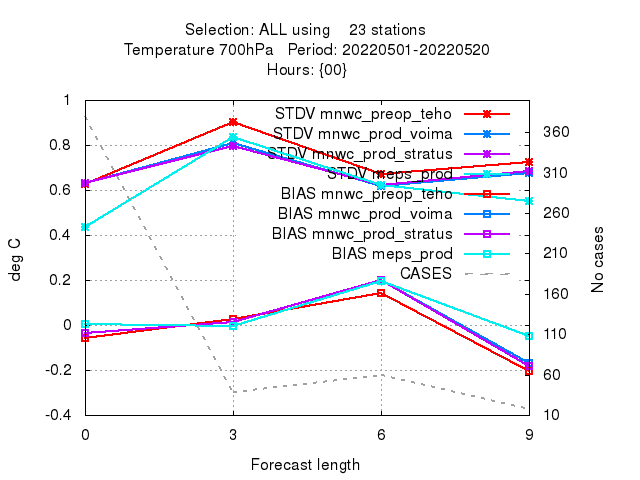 Selection: ALL using 23 stations
Temperature 700hPa Period: 20220501-20220520
Hours: {00}
1
0.8
0.6
0.4
0.2
0
-0.2
-0.4
deg C
STDV mnwc_preop_teho
STDV mnwc_prod_voima
STDV mnwc_prod_stratus
STDV meps_prod
BIAS mnwc_preop_teho
BIAS mnwc_prod_voima
BIAS mnwc_prod_stratus
BIAS meps_prod
CASES
360
310
260
210
160
110
60
10
No cases
0 3 6 9
Forecast length